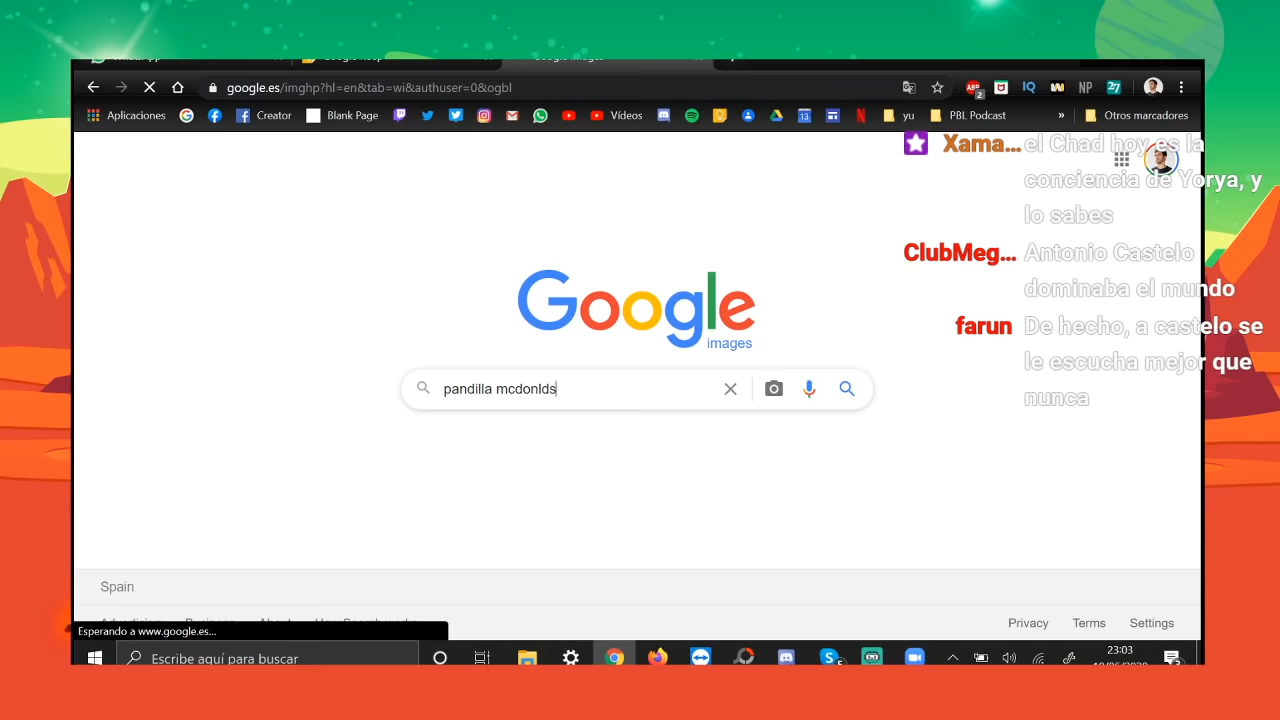 google.es/imghp?hl=en&tab=wi&authuser=0&ogbl
Aplicaciones
Creator
Blank Page
Vídeos
yu
PBL Podcast
»
Otros marcadores
Xama... el Chad hoy es la
conciencia de Yorya, y
lo sabes
ClubMeg... Antonio Castelo
dominaba el mundo
farun De hecho, a castelo se
le escucha mejor que
nunca
Google
images
pandilla mcdonlds
Spain
Privacy Terms Settings
Esperando a www.google.es...
Escribe aquí para buscar
23:03